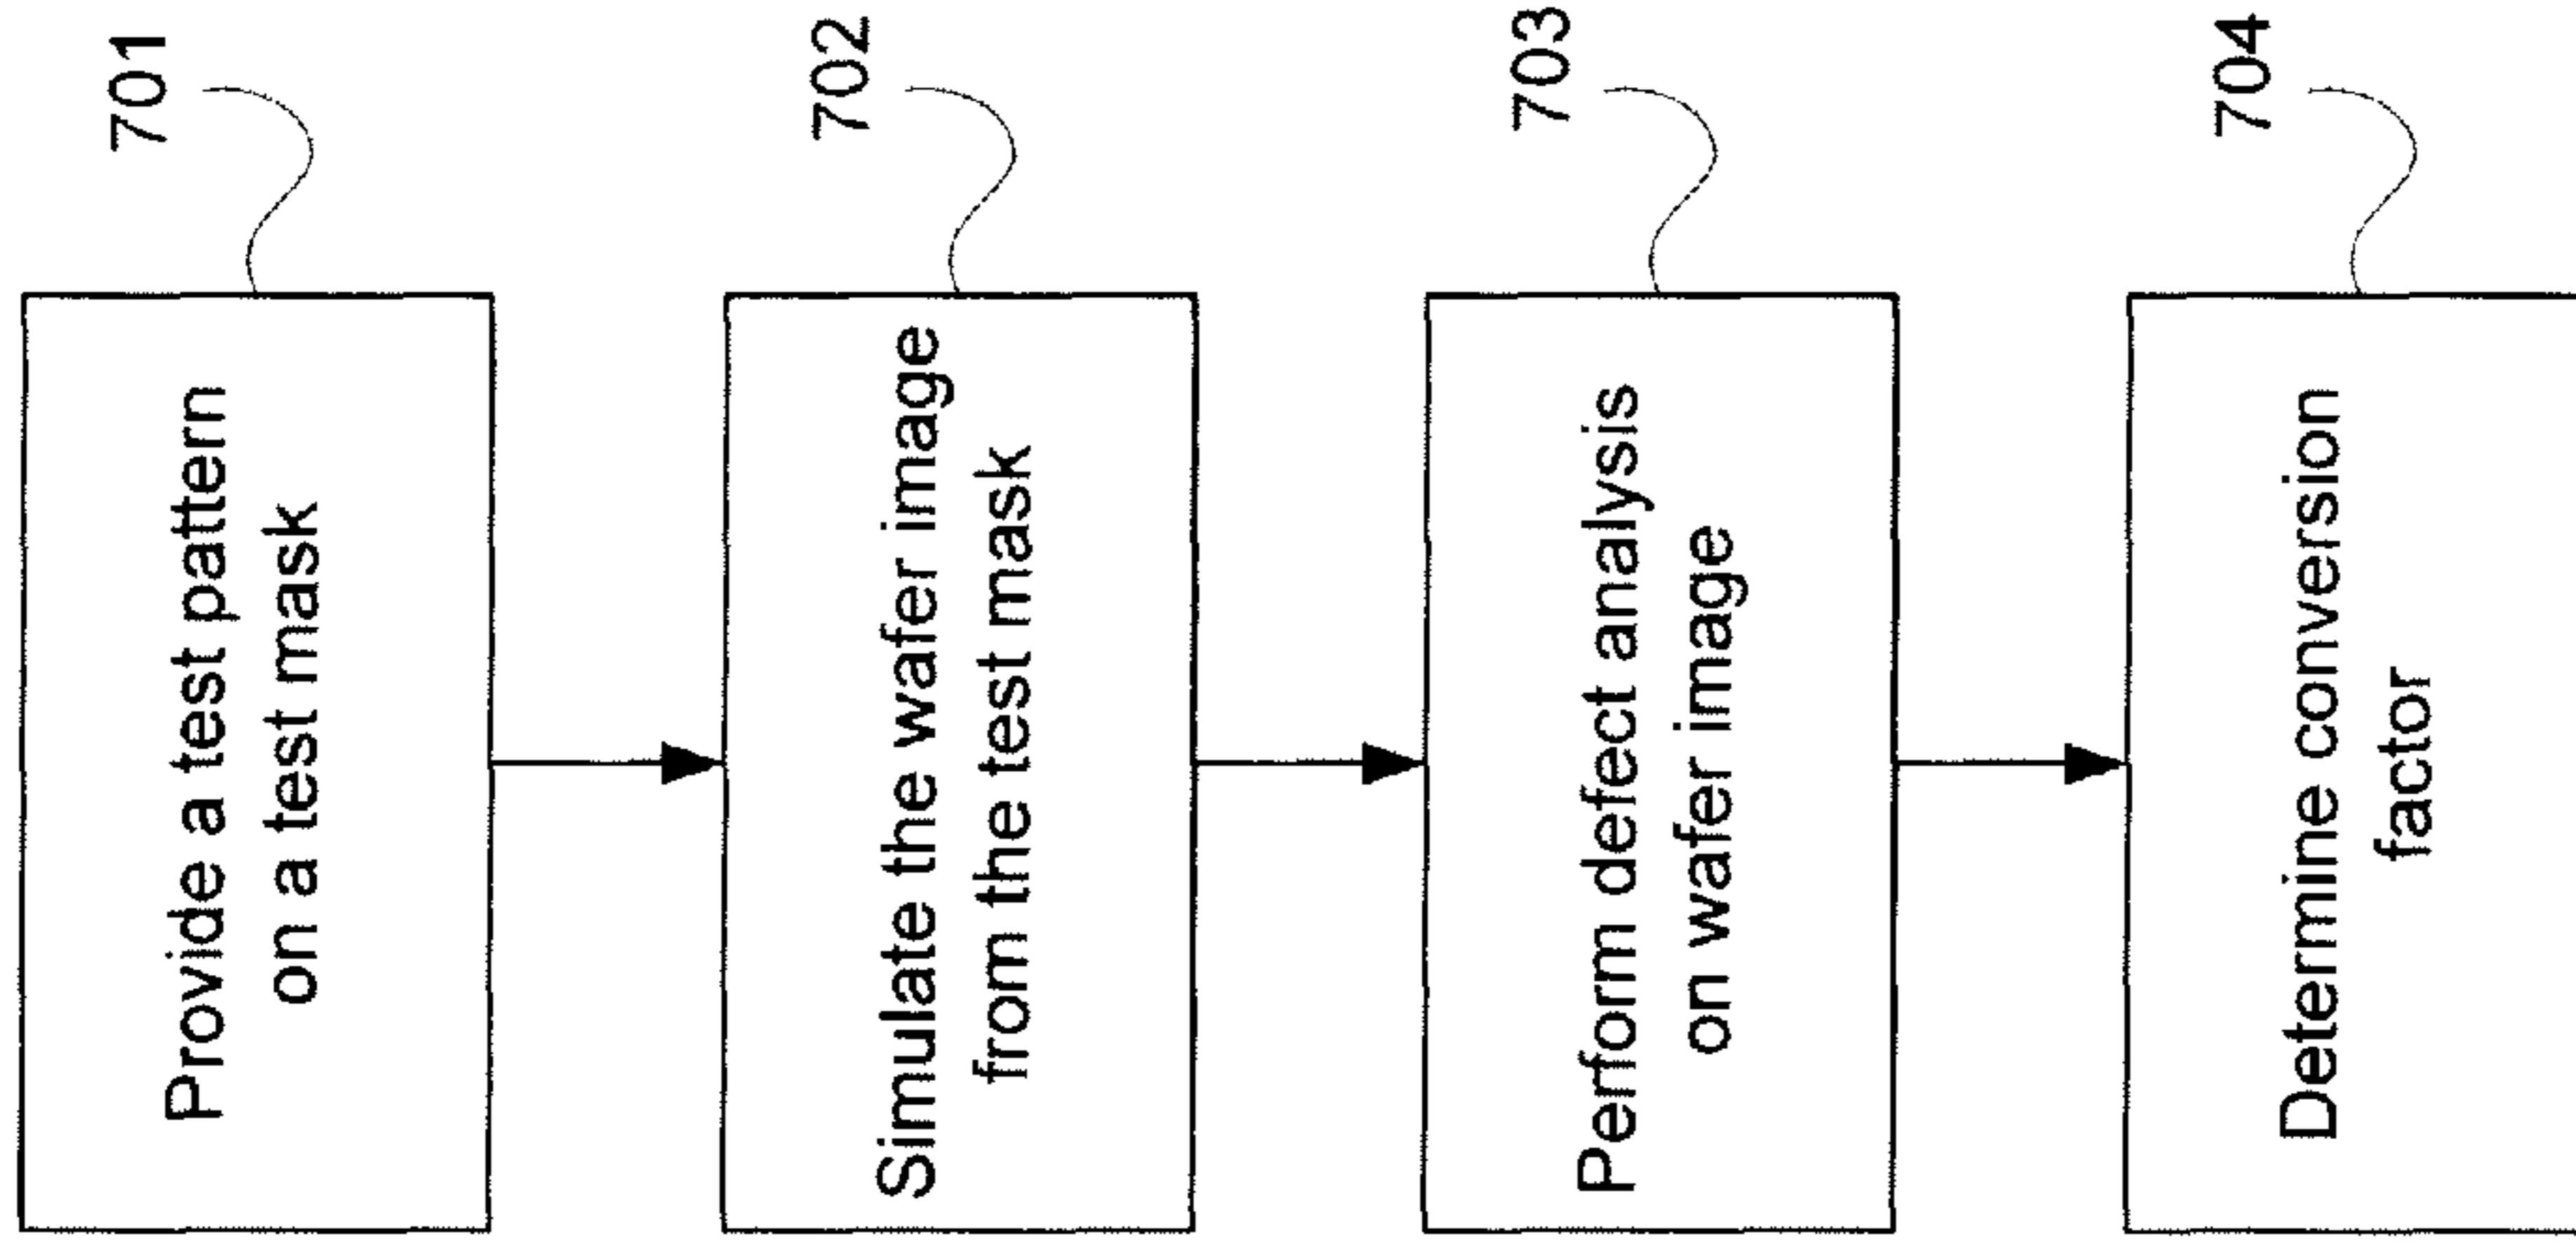 701
Provide a test pattern
on a test mask
702
Simulate the wafer image
from the test mask
703
Perform defect analysis
on wafer image
704
Determine conversion
factor